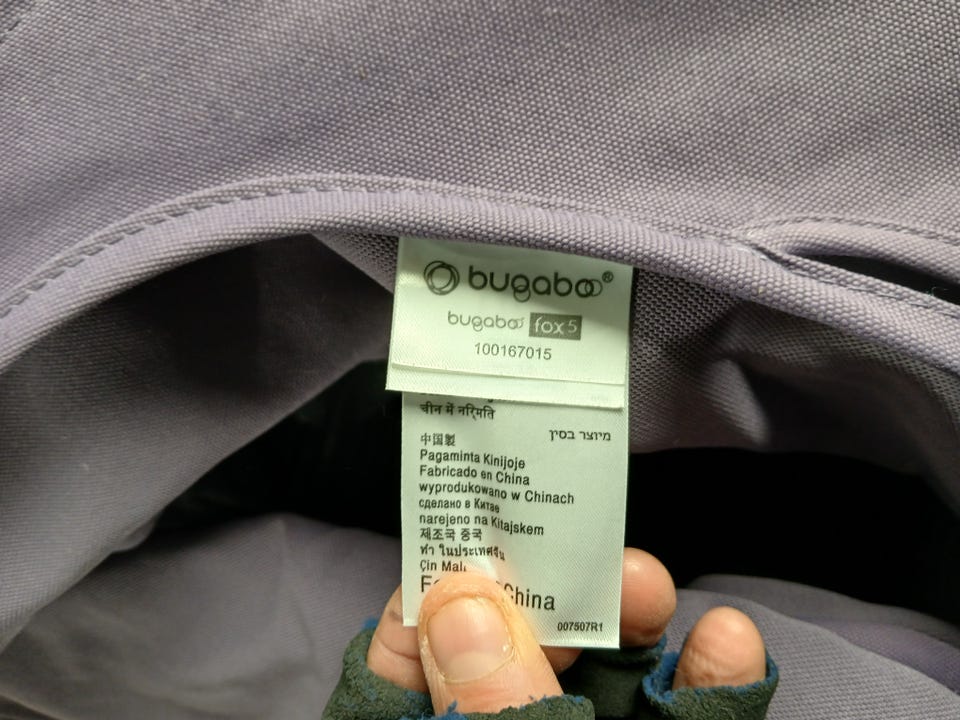 bugaboo®
bugaboo fox 5
100167015
चीन में नर्मिति
מיוצר בסין
中国製
Pagaminta Kinijoje
Fabricado en China
wyprodukowano w Chinach
сделано в Китае
narejeno na Kitajskem
제조국 중국
ทำ ในประเทศจีน
Çin Malı
China
007507R1